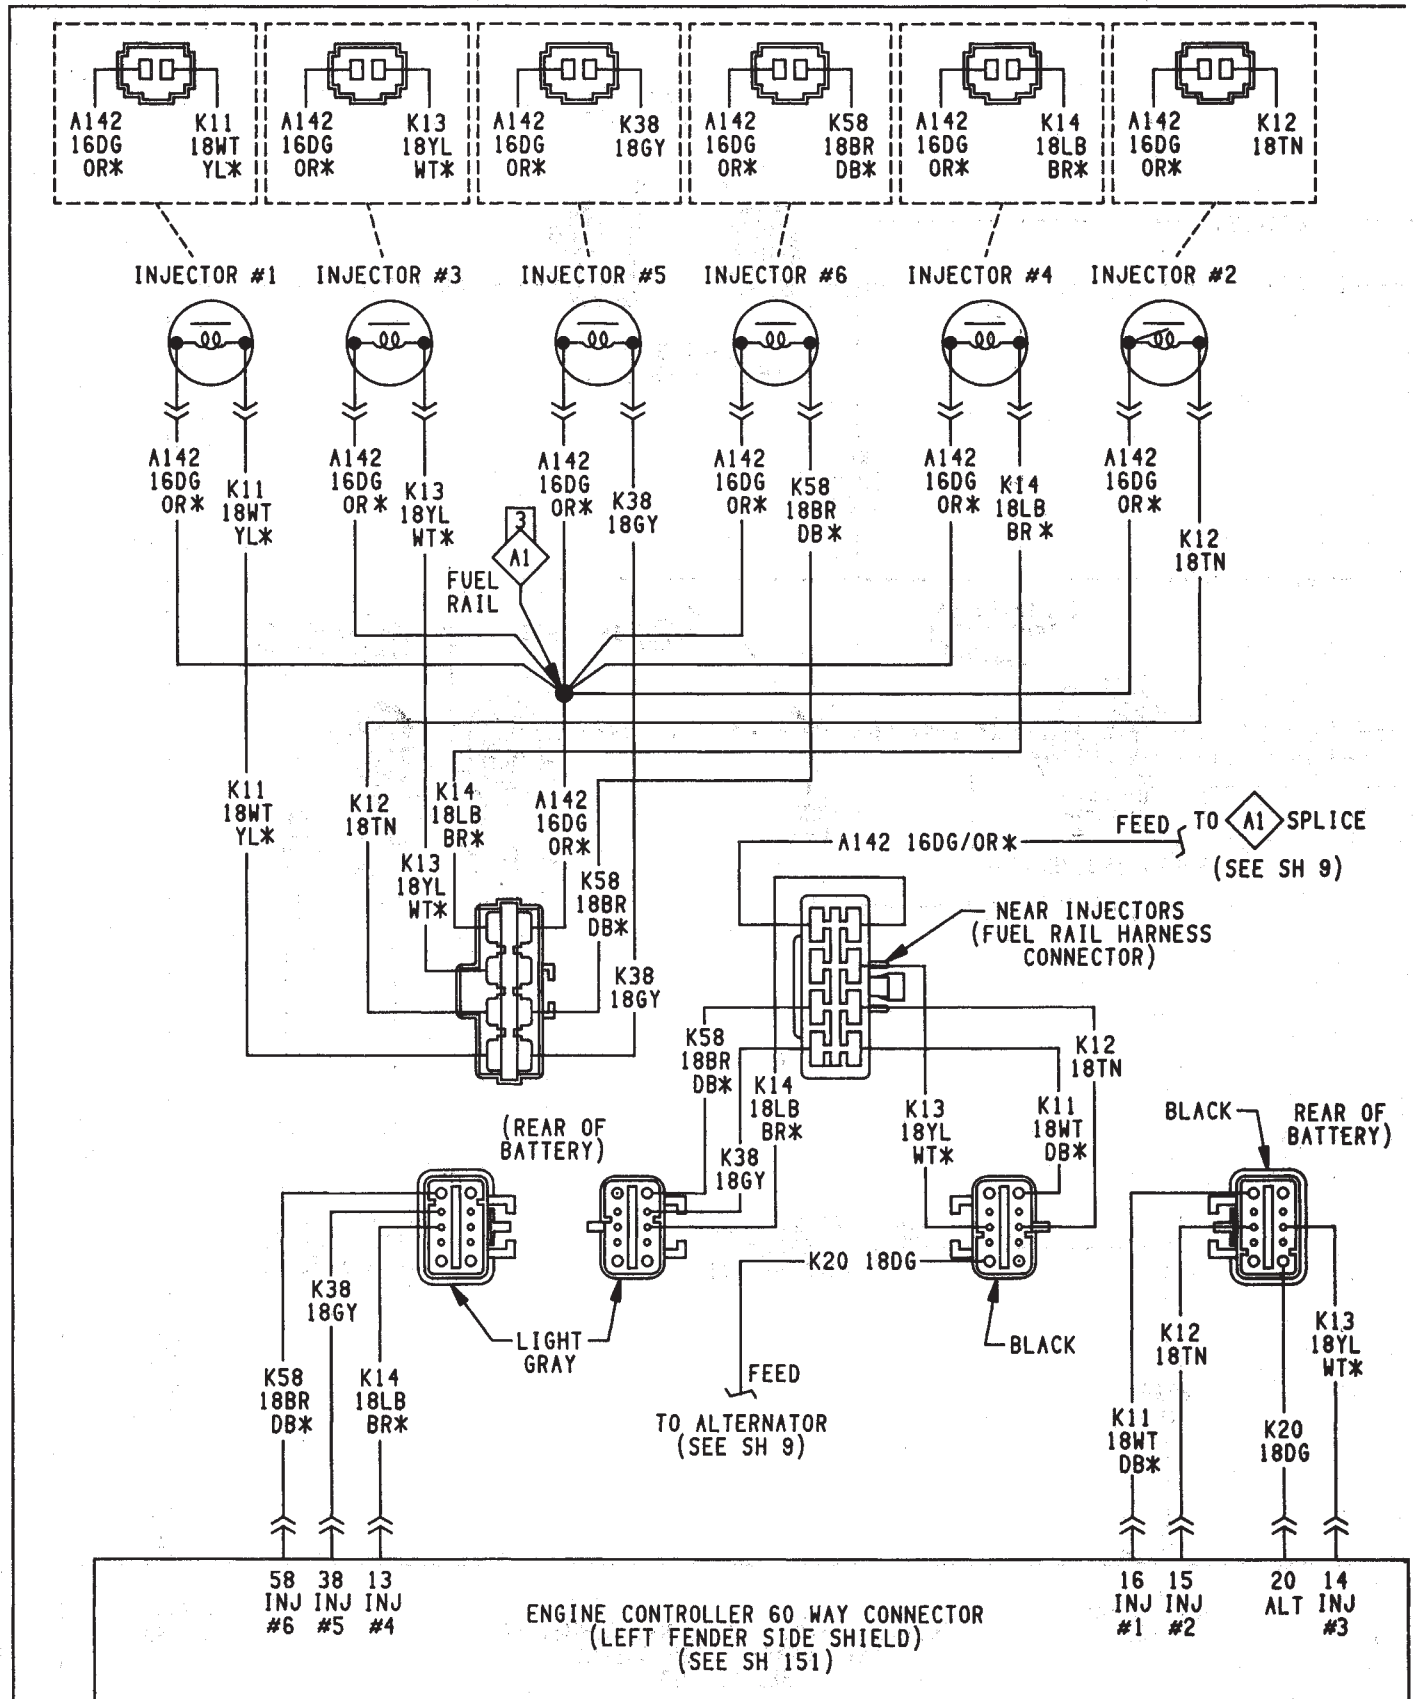 A142
16DG
OR*
K11
18WT
YL*
A142
16DG
OR*
K13
18YL
WT*
A142
16DG
OR*
K38
18GY
A142
16DG
OR*
K58
18BR
DB*
A142
16DG
OR*
K14
18LB
BR*
A142
16DG
OR*
K12
18TN
INJECTOR #1
INJECTOR #3
INJECTOR #5
INJECTOR #6
INJECTOR #4
INJECTOR #2
A142
16DG
OR*
K11
18WT
YL*
A142
16DG
OR*
K13
18YL
WT*
A142
16DG
OR*
K38
18GY
A142
16DG
OR*
K58
18BR
DB*
A142
16DG
OR*
K14
18LB
BR*
A142
16DG
OR*
K12
18TN
3
A1
FUEL
RAIL
K11
18WT
YL*
K12
18TN
K14
18LB
BR*
K13
18YL
WT*
A142
16DG
OR*
K58
18BR
DB*
K38
18GY
A142 16DG/OR*
FEED
TO A1 SPLICE
(SEE SH 9)
NEAR INJECTORS
(FUEL RAIL HARNESS
CONNECTOR)
K58
18BR
DB*
K38
18GY
K14
18LB
BR*
K13
18YL
WT*
K11
18WT
DB*
K12
18TN
(REAR OF
BATTERY)
BLACK
REAR OF
BATTERY)
K20 18DG
LIGHT
GRAY
BLACK
FEED
TO ALTERNATOR
(SEE SH 9)
K58
18BR
DB*
K38
18GY
K14
18LB
BR*
K11
18WT
DB*
K12
18TN
K20
18DG
K13
18YL
WT*
58
INJ
#6
38
INJ
#5
13
INJ
#4
ENGINE CONTROLLER 60 WAY CONNECTOR
(LEFT FENDER SIDE SHIELD)
(SEE SH 151)
16
INJ
#1
15
INJ
#2
20
ALT
14
INJ
#3